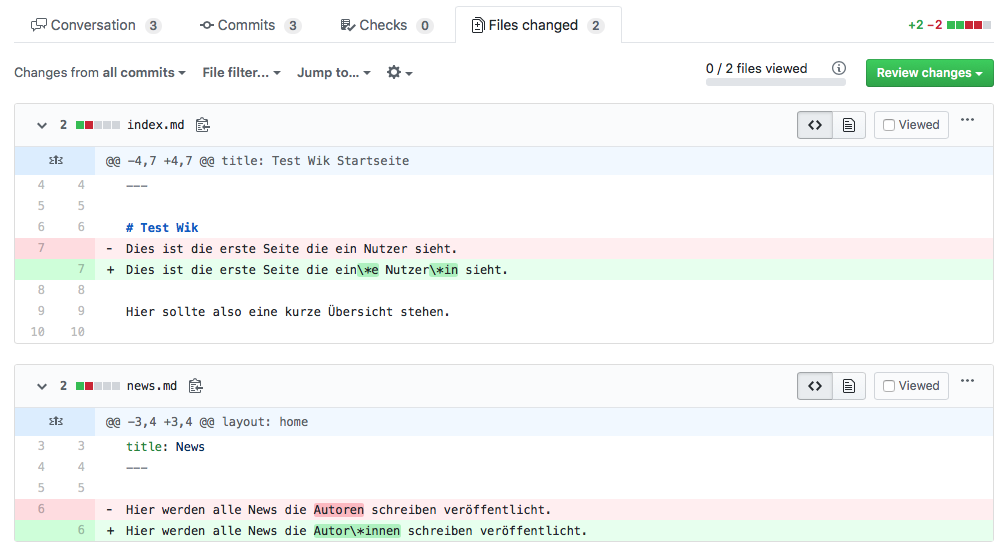 Conversation 3 Commits 3 Checks 0 Files changed 2 +2 −2
Changes from all commits File filter... Jump to... 0 / 2 files viewed Review changes
2 index.md Viewed ...
@@ -4,7 +4,7 @@ title: Test Wik Startseite
4 4 ---
5 5
6 6 # Test Wik
7 - Dies ist die erste Seite die ein Nutzer sieht.
7 + Dies ist die erste Seite die ein\*e Nutzer\*in sieht.
8 8
9 9 Hier sollte also eine kurze Übersicht stehen.
10 10
2 news.md Viewed ...
@@ -3,4 +3,4 @@ layout: home
3 3 title: News
4 4 ---
5 5
6 - Hier werden alle News die Autoren schreiben veröffentlicht.
6 + Hier werden alle News die Autor\*innen schreiben veröffentlicht.